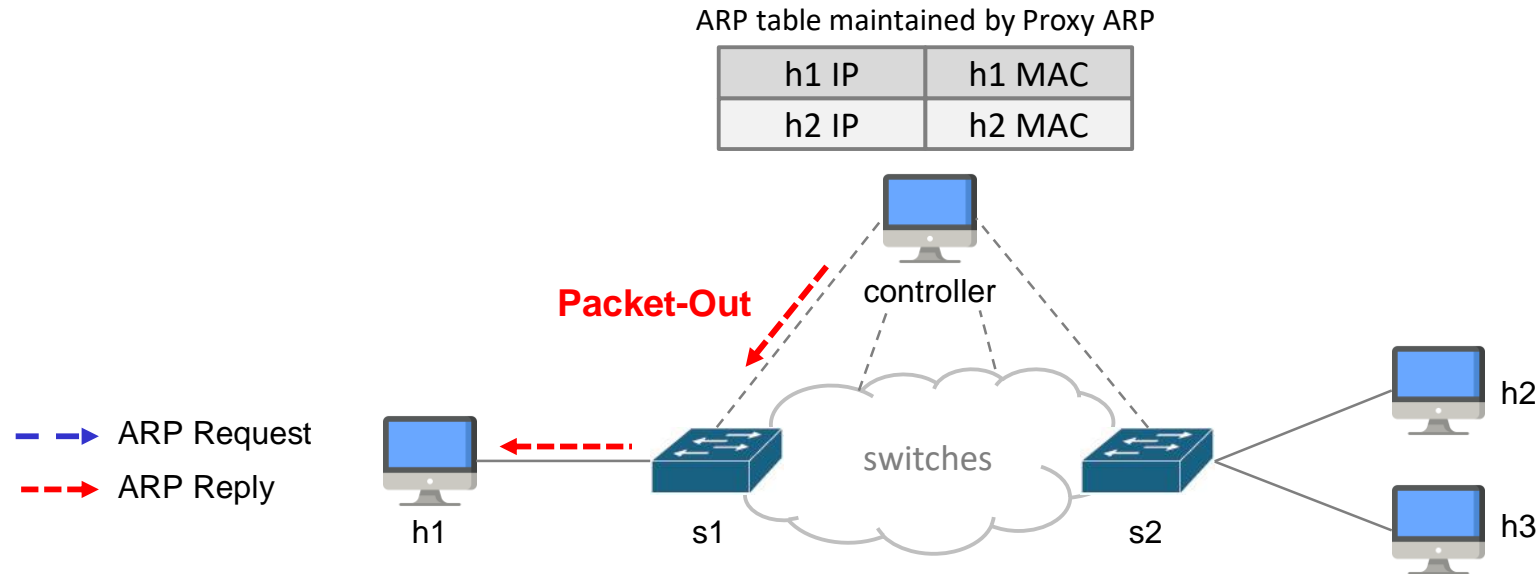 ARP table maintained by Proxy ARP
h1 IP h1 MAC
h2 IP h2 MAC
Packet-Out
controller
ARP Request
ARP Reply
h1
s1
switches
s2
h2
h3